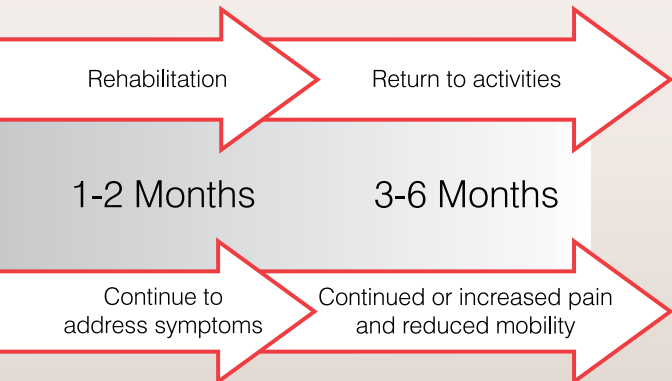 Rehabilitation
Return to activities
1-2 Months
3-6 Months
Continue to
address symptoms
Continued or increased pain
and reduced mobility